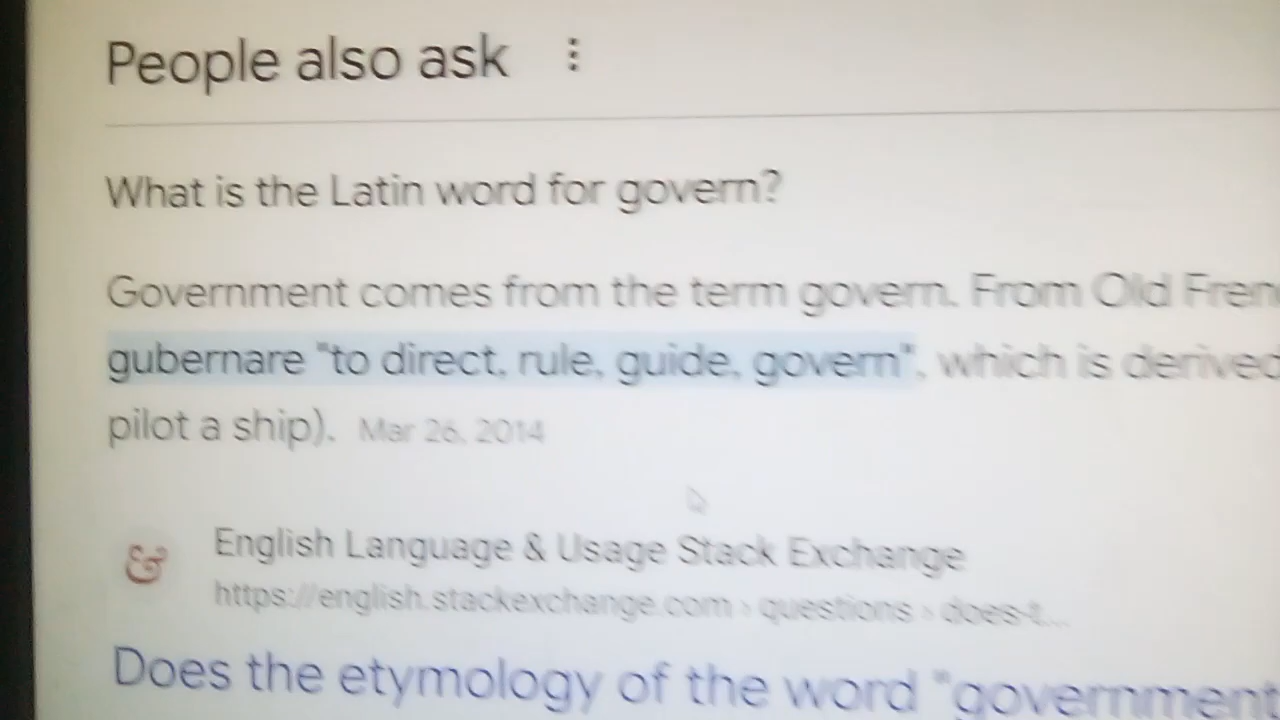 People also ask
What is the Latin word for govern?
Government comes from the term govern. From Old Fren
gubernare "to direct, rule, guide, govern", which is derived
pilot a ship). Mar 26, 2014
English Language & Usage Stack Exchange
https://english.stackexchange.com › questions › does-t...
Does the etymology of the word "government